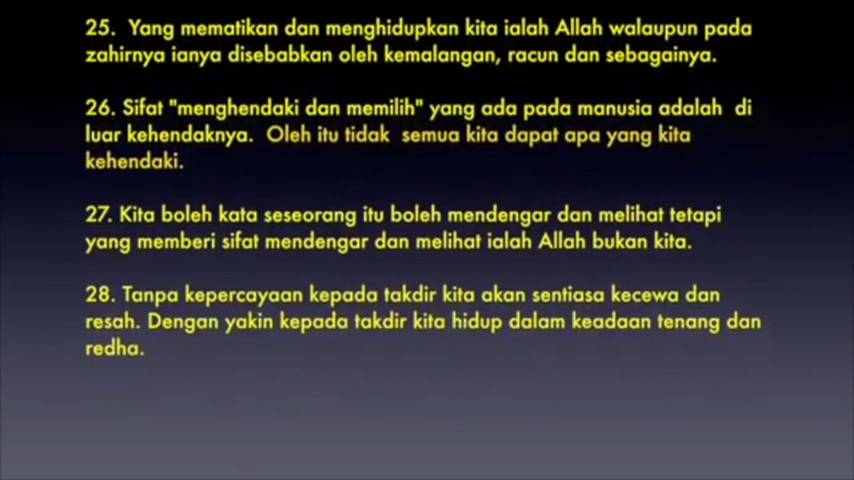 25. Yang mematikan dan menghidupkan kita ialah Allah walaupun pada
zahirnya ianya disebabkan oleh kemalangan, racun dan sebagainya.
26. Sifat "menghendaki dan memilih" yang ada pada manusia adalah di
luar kehendaknya. Oleh itu tidak semua kita dapat apa yang kita
kehendaki.
27. Kita boleh kata seseorang itu boleh mendengar dan melihat tetapi
yang memberi sifat mendengar dan melihat ialah Allah bukan kita.
28. Tanpa kepercayaan kepada takdir kita akan sentiasa kecewa dan
resah. Dengan yakin kepada takdir kita hidup dalam keadaan tenang dan
redha.